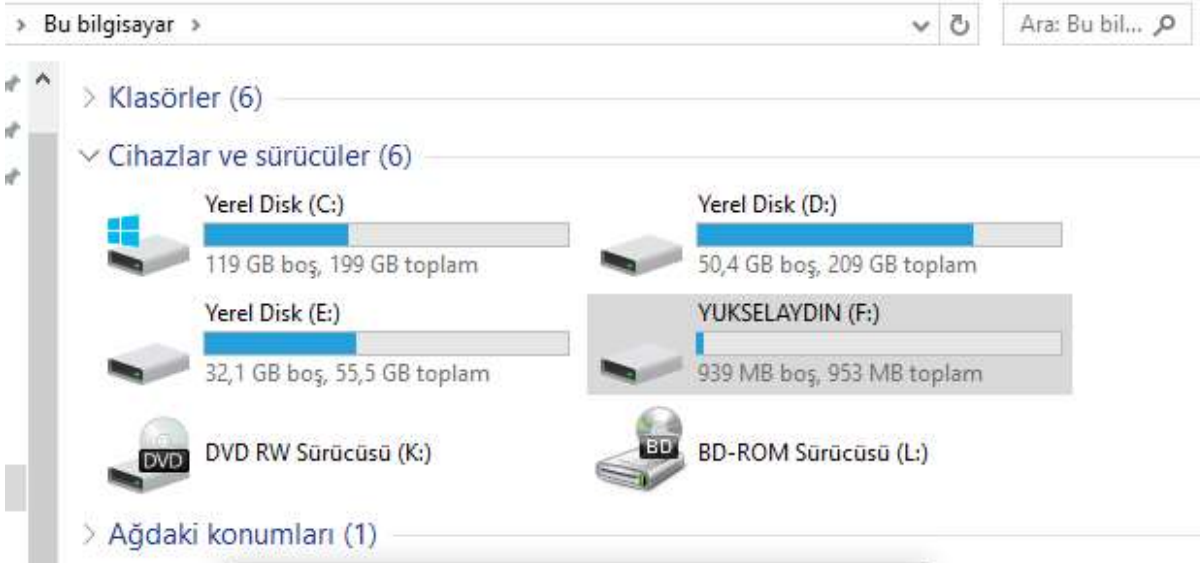 Bu bilgisayar
Ara: Bu bil...
Klasörler (6)
Cihazlar ve sürücüler (6)
Yerel Disk (C:)
119 GB boş, 199 GB toplam
Yerel Disk (D:)
50,4 GB boş, 209 GB toplam
Yerel Disk (E:)
32,1 GB boş, 55,5 GB toplam
YUKSELAYDIN (F:)
939 MB boş, 953 MB toplam
DVD
DVD RW Sürücüsü (K:)
BD
BD-ROM Sürücüsü (L:)
Ağdaki konumları (1)